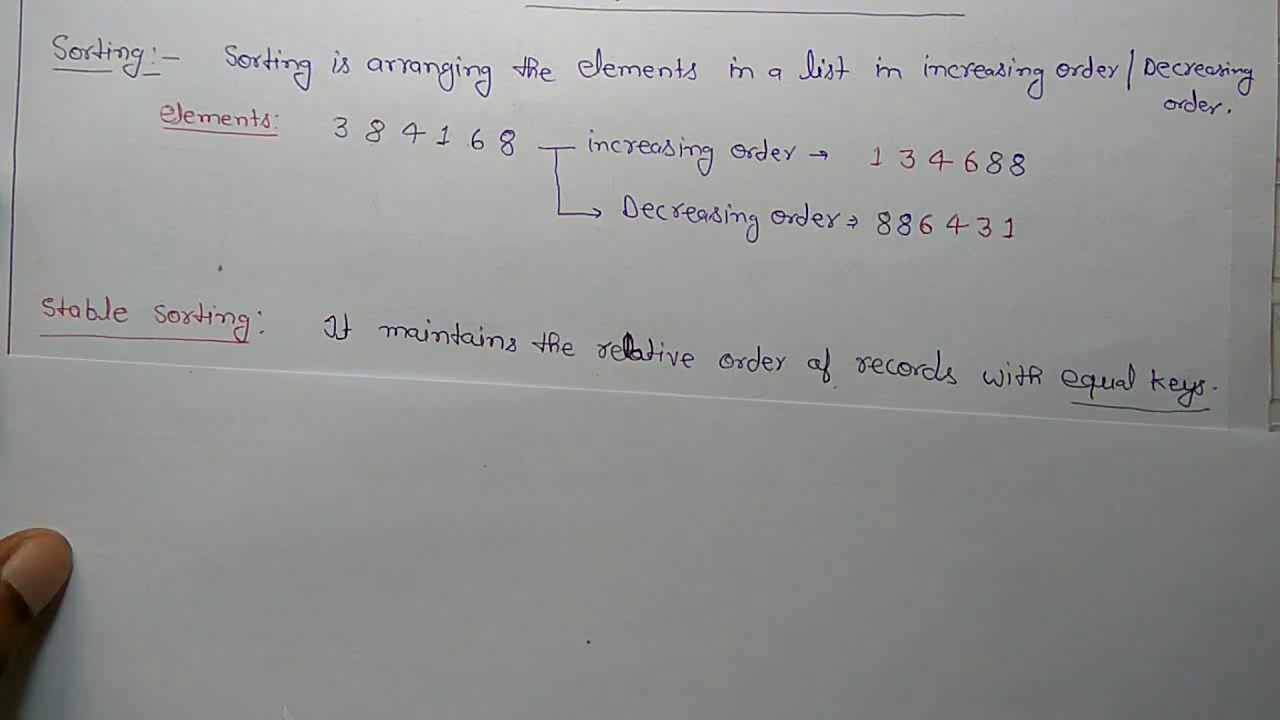 Sorting:- Sorting is arranging the elements in a list in increasing order/Decreasing
order.
elements: 3 8 4 1 6 8 increasing order → 1 3 4 6 8 8
Decreasing order → 8 8 6 4 3 1
Stable Sorting: It maintains the relative order of records with equal keys.